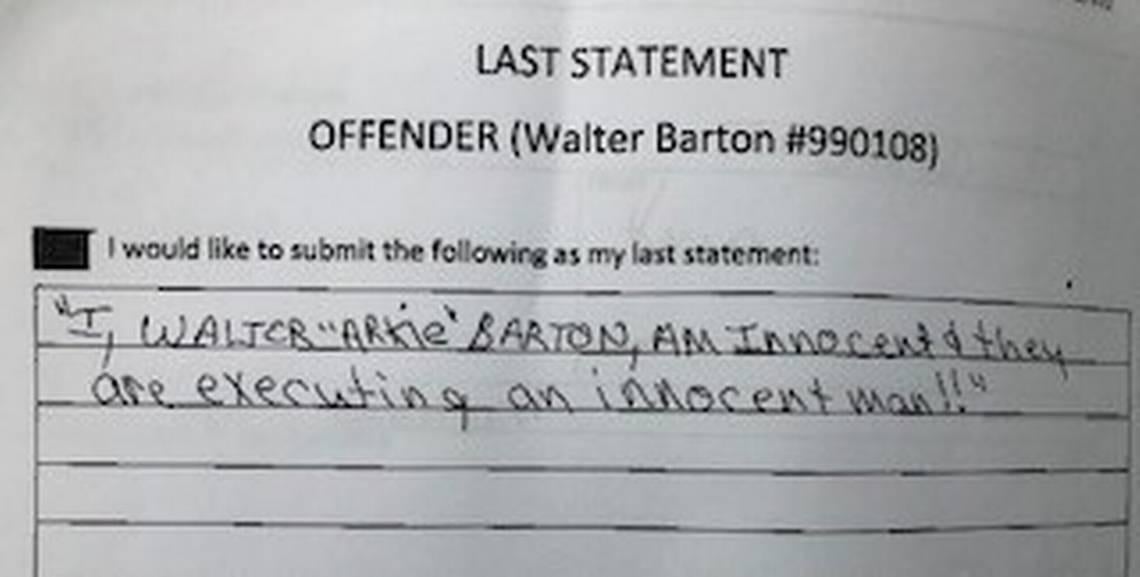 LAST STATEMENT
OFFENDER (Walter Barton #990108)
I would like to submit the following as my last statement:
"I, WALTER "ARKie" BARTON, AM Innocent & they
are executing an innocent man!!"